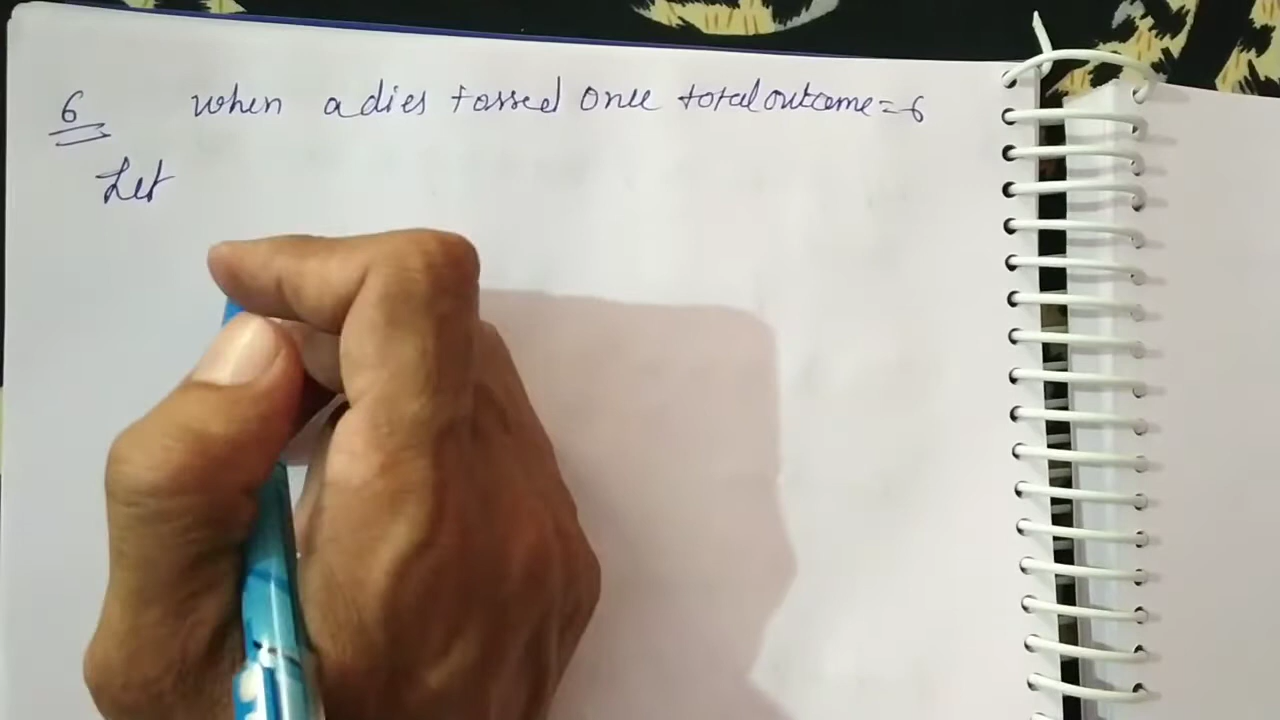 6 when a dies tossed once total outcome = 6
Let